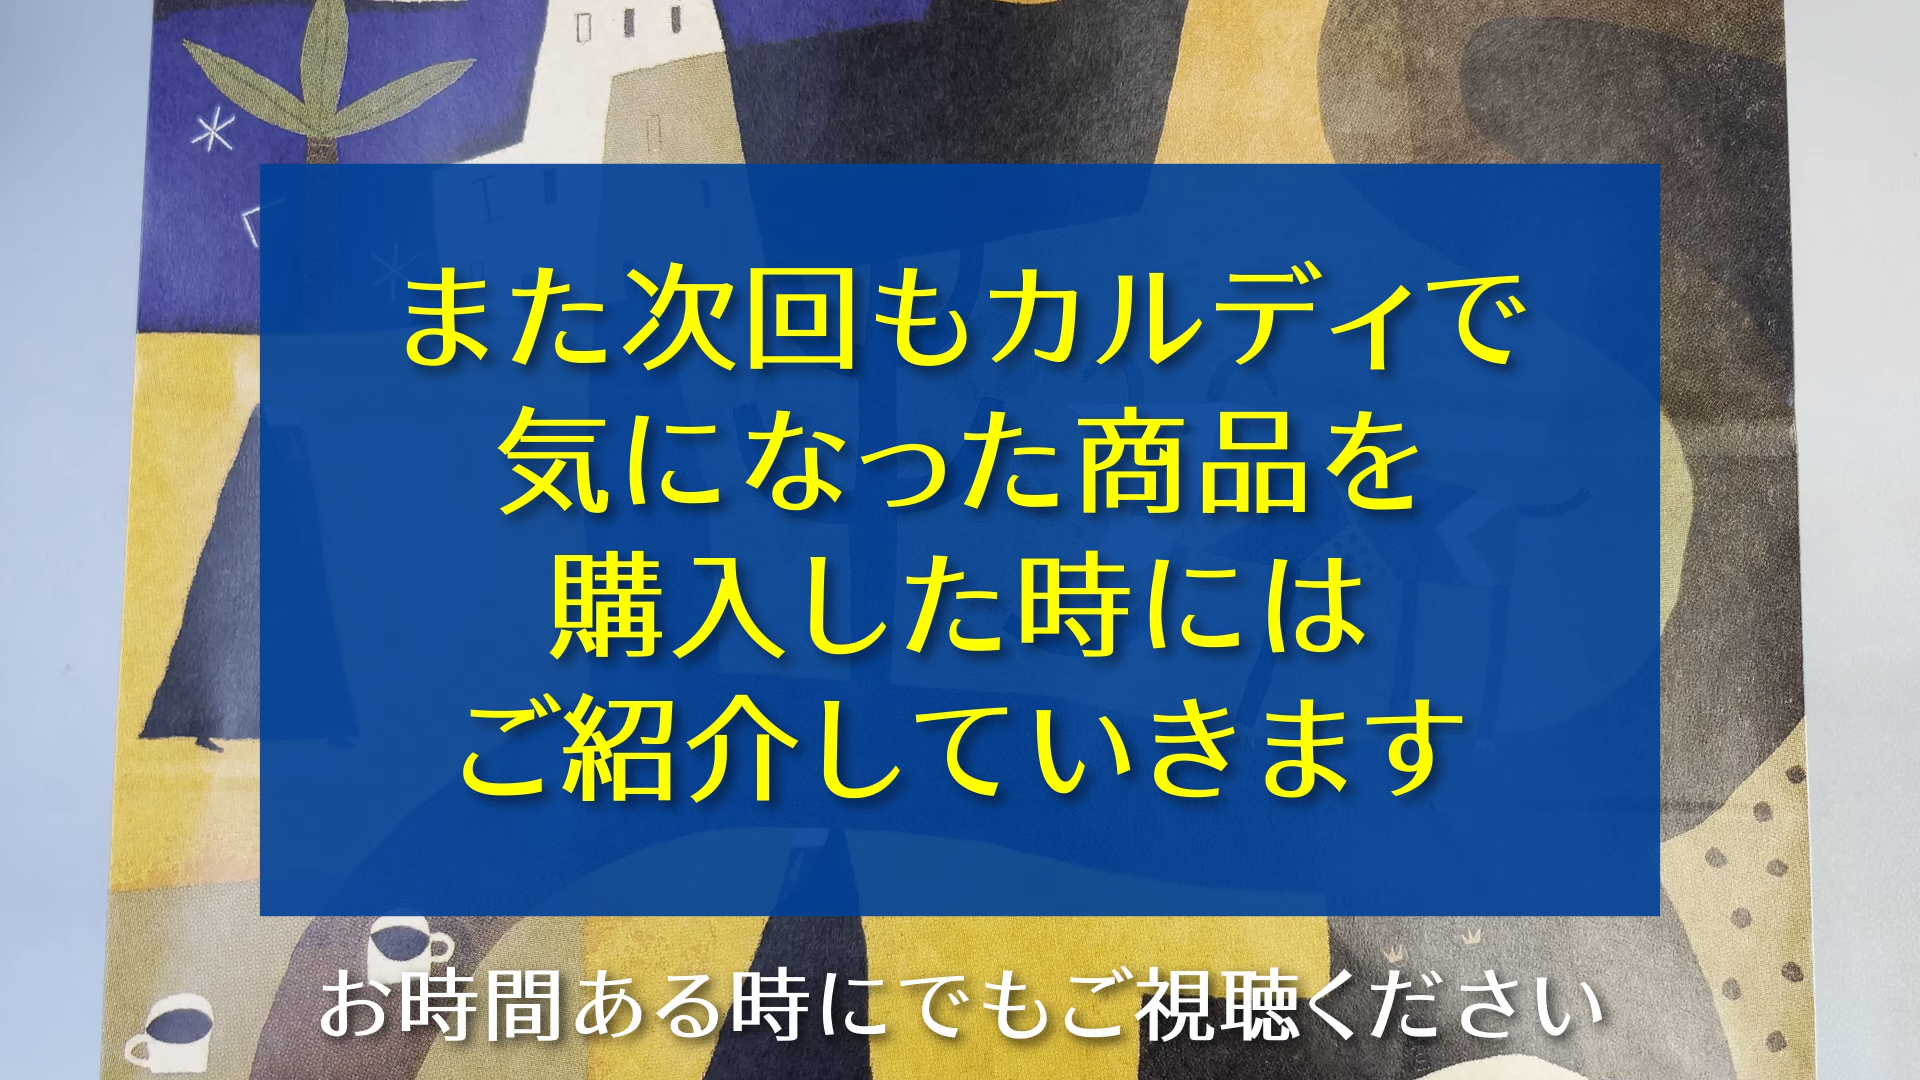 また次回もカルディで
気になった商品を
購入した時には
ご紹介していきます
お時間ある時にでもご視聴ください